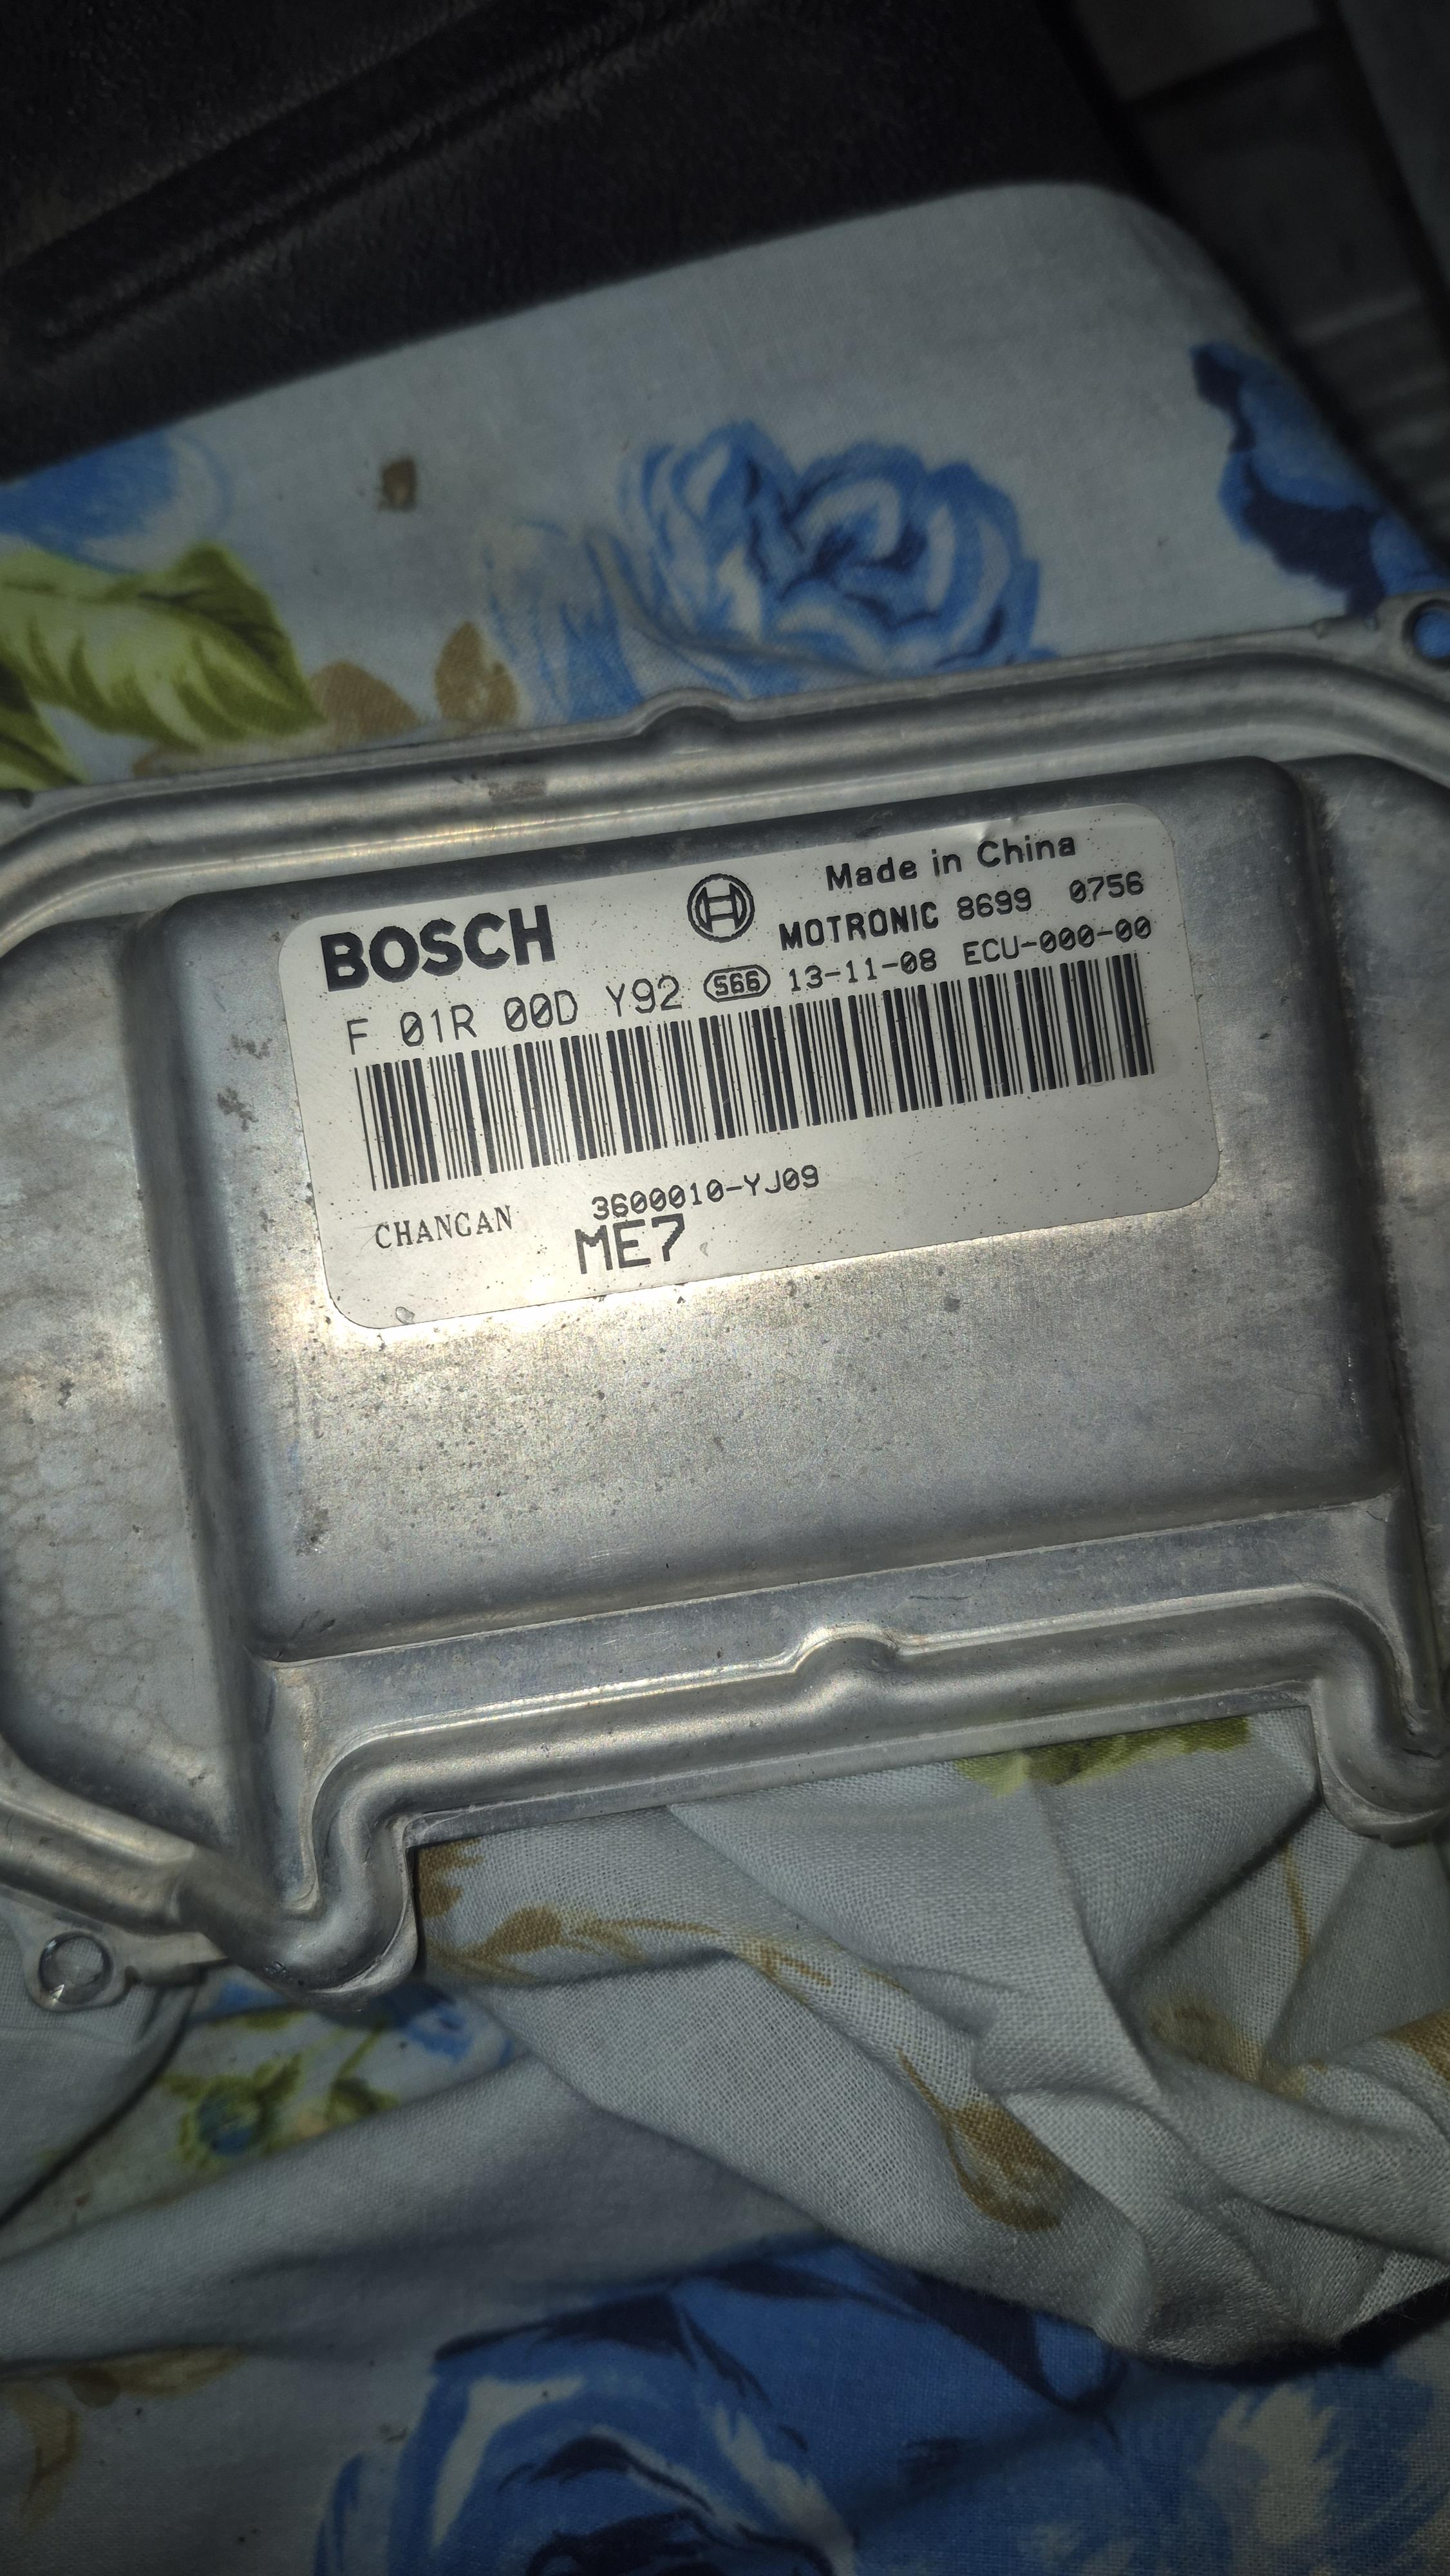 BOSCH
Made in China
MOTRONIC 8699 0756
F 01R 00D Y92 S66 13-11-08 ECU-000-00
CHANGAN 3600010-YJ09
ME7